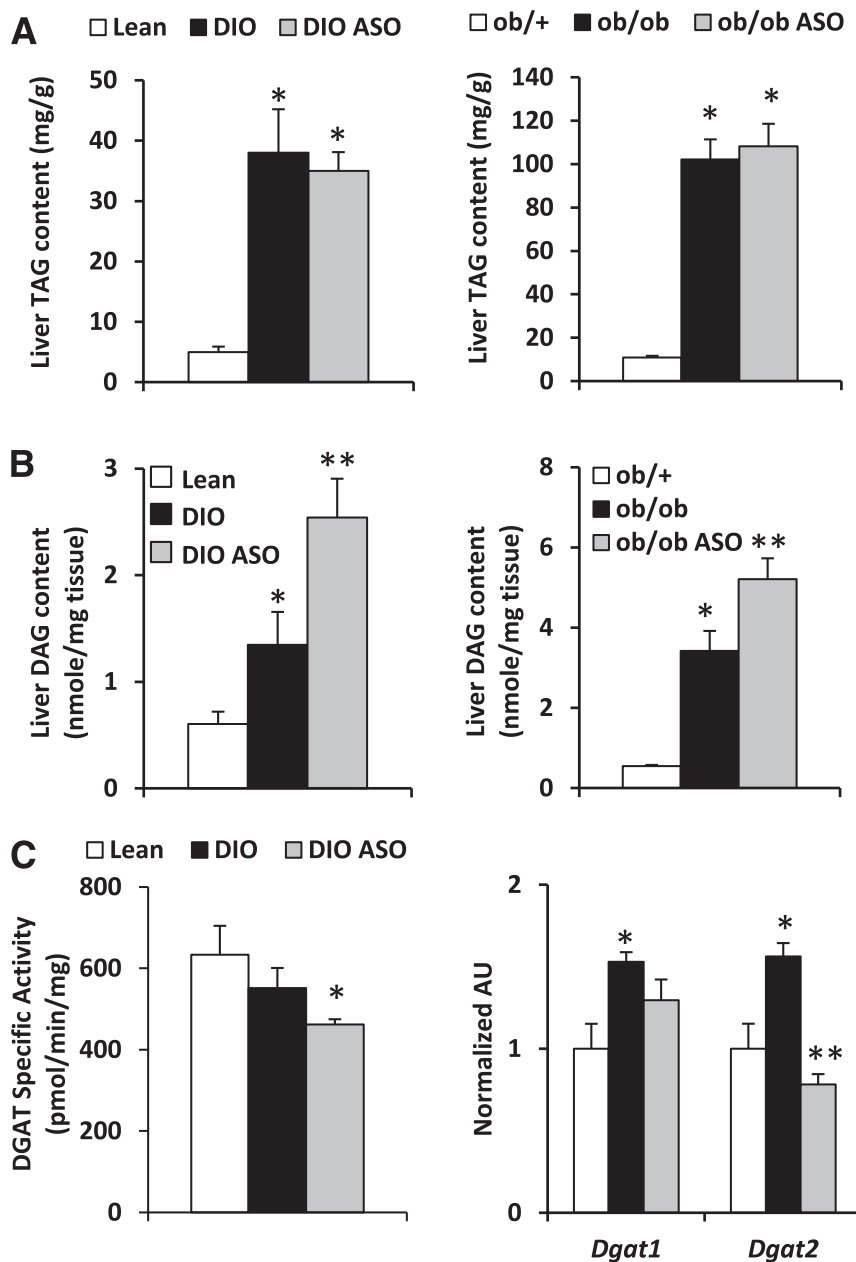 A
Lean DIO DIO ASO
ob/+ ob/ob ob/ob ASO
Liver TAG content (mg/g)
50
40
30
20
10
0
*
*
Liver TAG content (mg/g)
140
120
100
80
60
40
20
0
*
*
B
Liver DAG content
(nmole/mg tissue)
3
2
1
0
Lean
DIO
DIO ASO
*
**
Liver DAG content
(nmole/mg tissue)
8
6
4
2
0
ob/+
ob/ob
ob/ob ASO
*
**
C
Lean DIO DIO ASO
DGAT Specific Activity
(pmol/min/mg)
800
600
400
200
0
*
Normalized AU
2
1
0
*
*
**
Dgat1 Dgat2